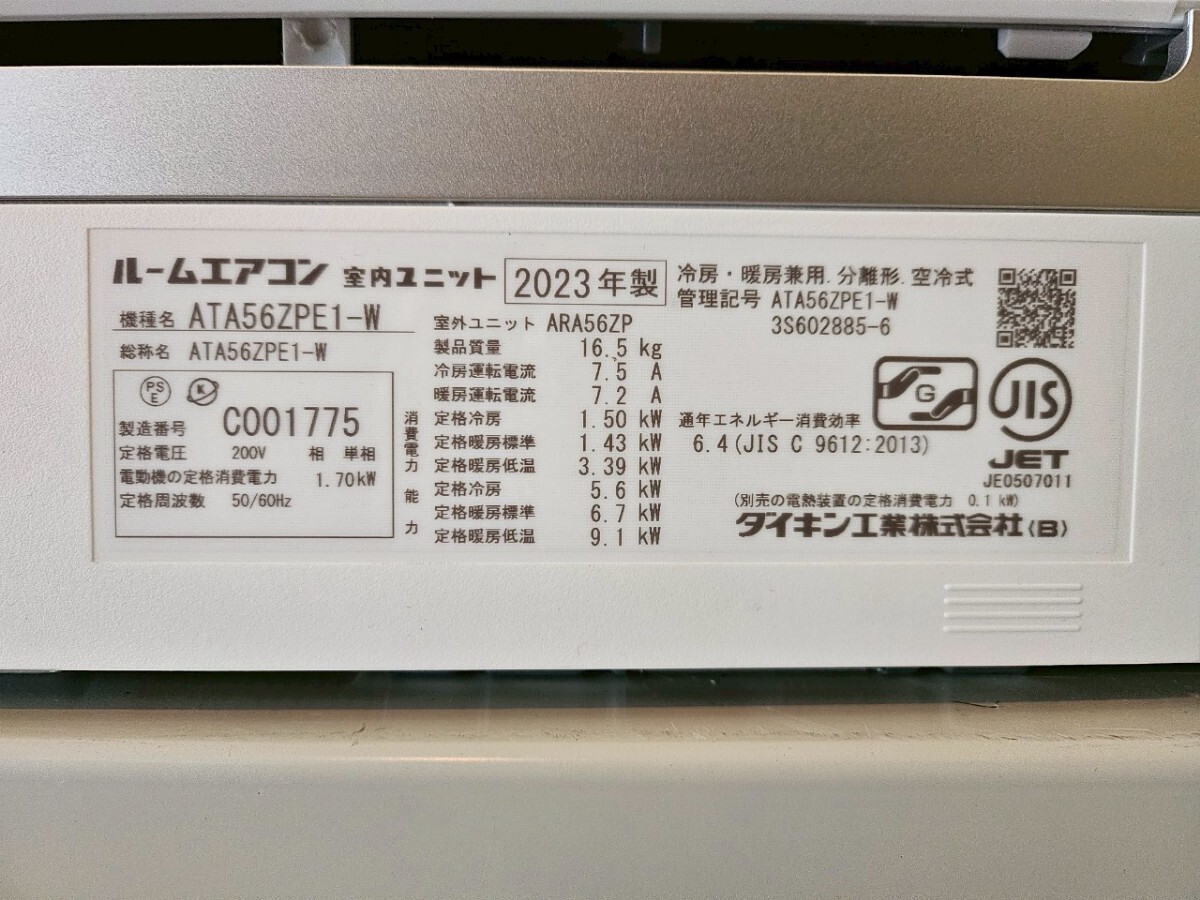 ルームエアコン 室内ユニット 2023年製
機種名 ATA56ZPE1-W
総称名 ATA56ZPE1-W
PS E K
製造番号 C001775
定格電圧 200V 相 単相
電動機の定格消費電力 1.70kW
定格周波数 50/60Hz
室外ユニット ARA56ZP
製品質量 16.5 kg
冷房運転電流 7.5 A
暖房運転電流 7.2 A
消費電力
定格冷房 1.50 kW
定格暖房標準 1.43 kW
定格暖房低温 3.39 kW
能力
定格冷房 5.6 kW
定格暖房標準 6.7 kW
定格暖房低温 9.1 kW
冷房・暖房兼用.分離形.空冷式
管理記号 ATA56ZPE1-W
3S602885-6
G
JIS
通年エネルギー消費効率
6.4(JIS C 9612:2013)
JET
JE0507011
(別売の電熱装置の定格消費電力 0.1 kW)
ダイキン工業株式会社(B)